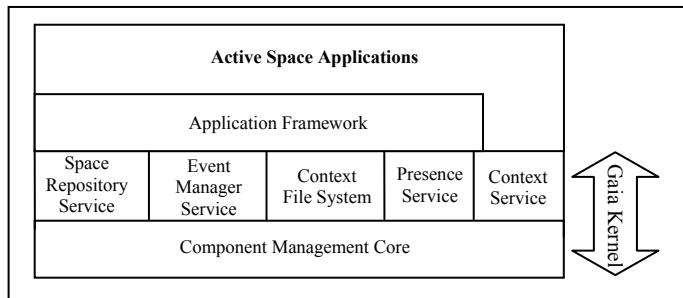 Active Space Applications
Application Framework
Space
Repository
Service
Event
Manager
Service
Context
File System
Presence
Service
Context
Service
Gaia Kernel
Component Management Core